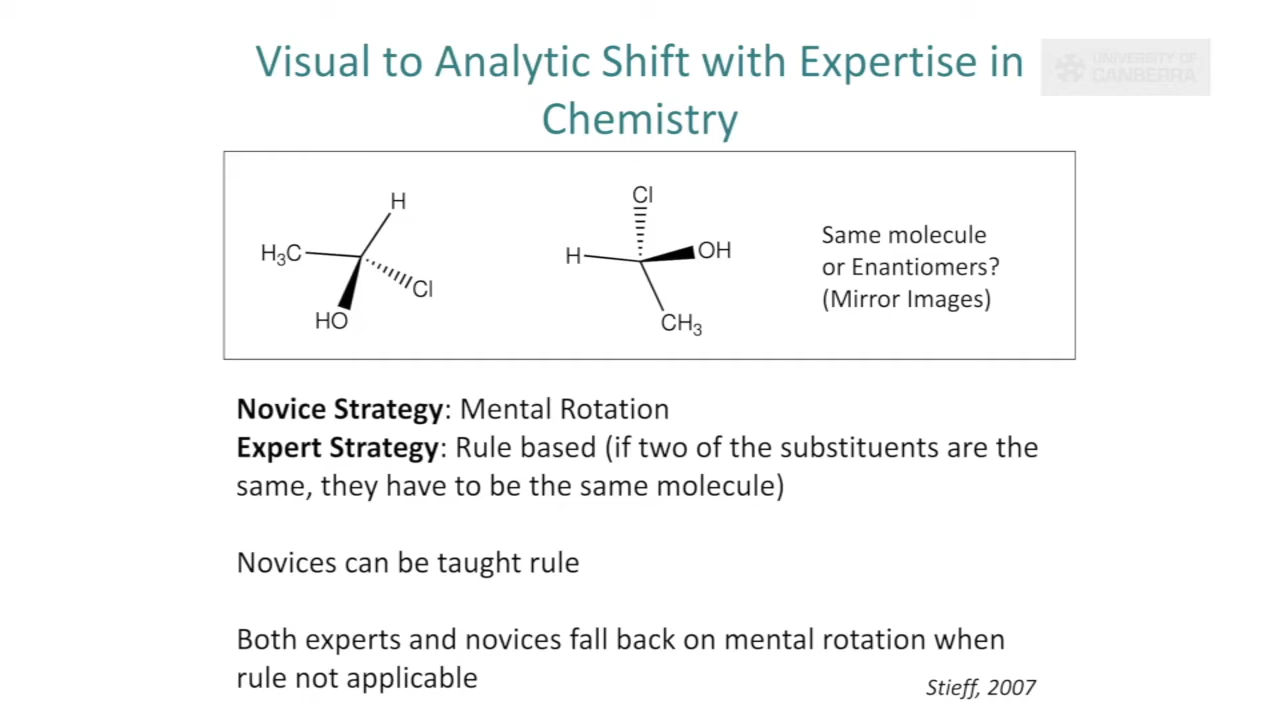 Visual to Analytic Shift with Expertise in
Chemistry
UNIVERSITY OF
CANBERRA
H
H₃C
Cl
HO
Cl
H
OH
CH₃
Same molecule
or Enantiomers?
(Mirror Images)
Novice Strategy: Mental Rotation
Expert Strategy: Rule based (if two of the substituents are the
same, they have to be the same molecule)
Novices can be taught rule
Both experts and novices fall back on mental rotation when
rule not applicable
Stieff, 2007